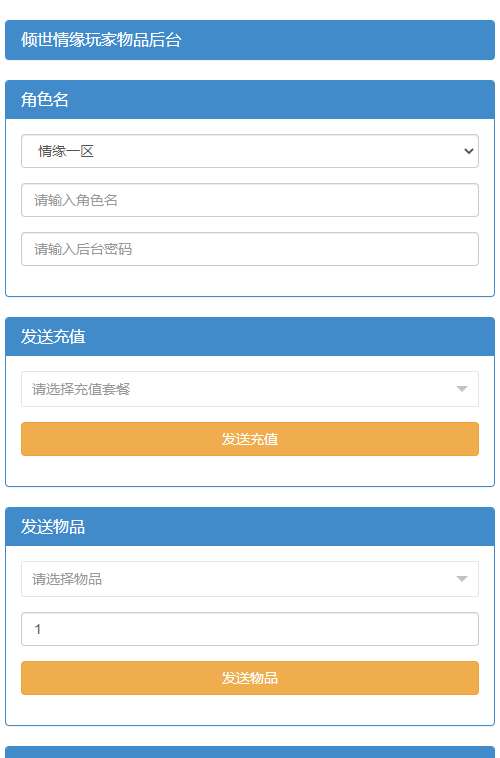 倾世情缘玩家物品后台
角色名
情缘一区
请输入角色名
请输入后台密码
发送充值
请选择充值套餐
发送充值
发送物品
请选择物品
1
发送物品